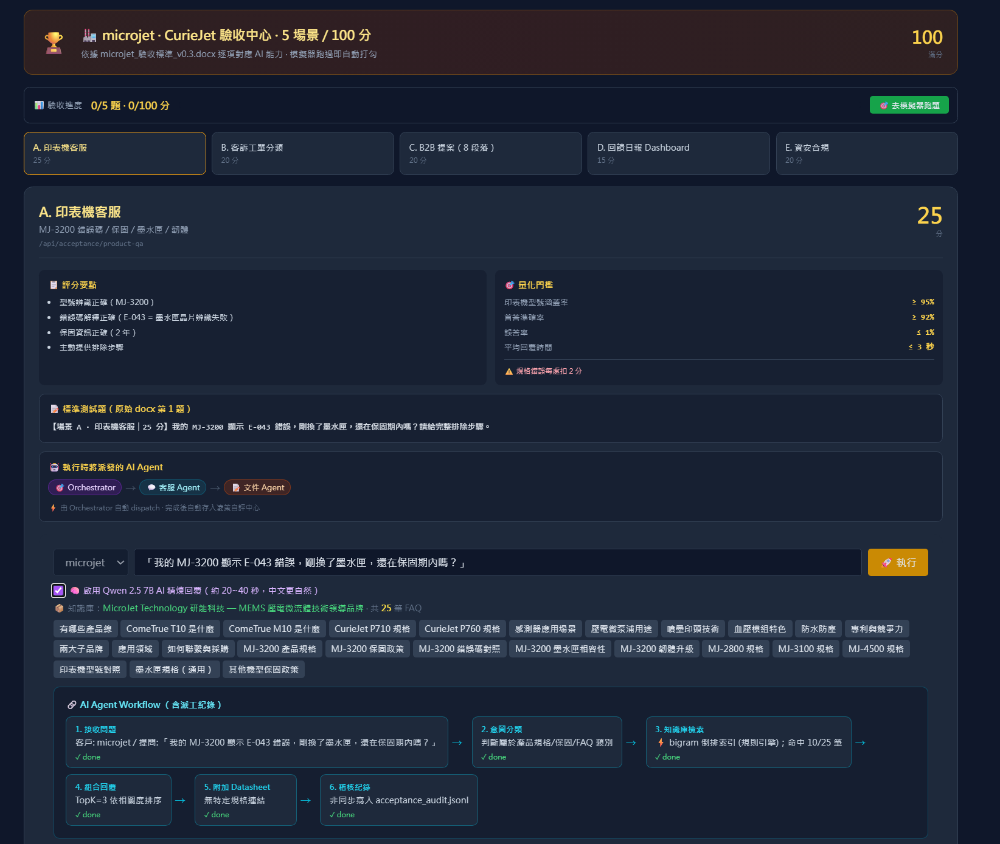 microjet · CurieJet 驗收中心 · 5 場景 / 100 分
依據 microjet_驗收標準_v0.3.docx 逐項對應 AI 能力 · 模擬器跑過即自動打勾
100
滿分
驗收進度 0/5 題 · 0/100 分
去模擬器跑題
A. 印表機客服
25 分
B. 客訴工單分類
20 分
C. B2B 提案（8 段落）
20 分
D. 回饋日報 Dashboard
15 分
E. 資安合規
20 分
A. 印表機客服
MJ-3200 錯誤碼 / 保固 / 墨水匣 / 韌體
/api/acceptance/product-qa
25
分
評分要點
型號辨識正確（MJ-3200）
錯誤碼解釋正確（E-043 = 墨水匣晶片辨識失敗）
保固資訊正確（2 年）
主動提供排除步驟
量化門檻
印表機型號涵蓋率 ≥ 95%
首答準確率 ≥ 92%
誤答率 ≤ 1%
平均回覆時間 ≤ 3 秒
規格錯誤每處扣 2 分
標準測試題（原始 docx 第 1 題）
【場景 A · 印表機客服｜25 分】我的 MJ-3200 顯示 E-043 錯誤，剛換了墨水匣，還在保固期內嗎？請給完整排除步驟。
執行時將派發的 AI Agent
Orchestrator → 客服 Agent → 文件 Agent
由 Orchestrator 自動 dispatch · 完成後自動存入凌策自評中心
microjet
「我的 MJ-3200 顯示 E-043 錯誤，剛換了墨水匣，還在保固期內嗎？」
執行
啟用 Qwen 2.5 7B AI 精煉回覆（約 20~40 秒，中文更自然）
知識庫：MicroJet Technology 研能科技 — MEMS 壓電微流體技術領導品牌 · 共 25 筆 FAQ
有哪些產品線 ComeTrue T10 是什麼 ComeTrue M10 是什麼 CurieJet P710 規格 CurieJet P760 規格 感測器應用場景 壓電微泵浦用途 噴墨印頭技術 血壓模組特色 防水防塵 專利與競爭力
兩大子品牌 應用領域 如何聯繫與採購 MJ-3200 產品規格 MJ-3200 保固政策 MJ-3200 錯誤碼對照 MJ-3200 墨水匣相容性 MJ-3200 韌體升級 MJ-2800 規格 MJ-3100 規格 MJ-4500 規格
印表機型號對照 墨水匣規格（通用） 其他機型保固政策
AI Agent Workflow（含派工紀錄）
1. 接收問題
客戶: microjet / 提問: 「我的 MJ-3200 顯示 E-043 錯誤，剛換了墨水匣，還在保固期內嗎？」
✓ done
→
2. 意圖分類
判斷屬於產品規格/保固/FAQ 類別
✓ done
→
3. 知識庫檢索
bigram 倒排索引 (規則引擎)；命中 10/25 筆
✓ done
→
4. 組合回覆
TopK=3 依相關度排序
✓ done
→
5. 附加 Datasheet
無特定規格連結
✓ done
→
6. 稽核紀錄
非同步寫入 acceptance_audit.jsonl
✓ done